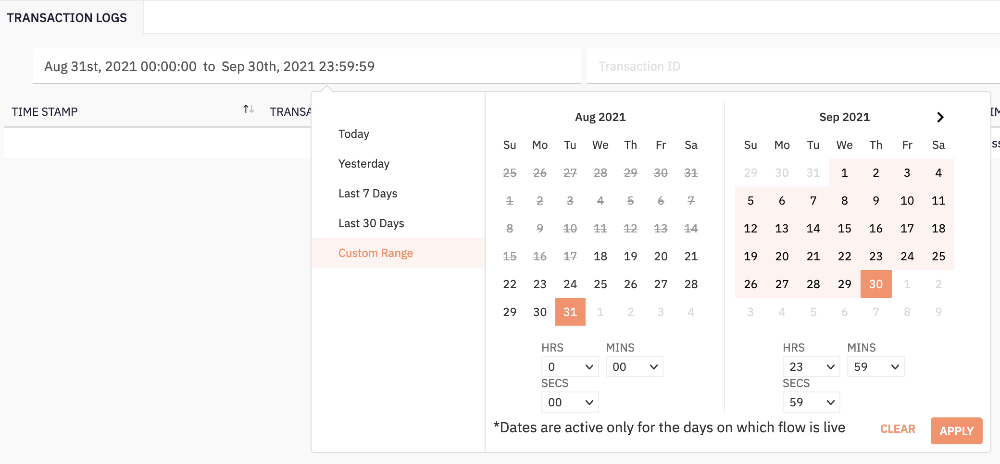 TRANSACTION LOGS
Aug 31st, 2021 00:00:00 to Sep 30th, 2021 23:59:59
Transaction ID
TIME STAMP
Today
Yesterday
Last 7 Days
Last 30 Days
Custom Range
Aug 2021
Su Mo Tu We Th Fr Sa
25 26 27 28 29 30 31
1 2 3 4 5 6 7
8 9 10 11 12 13 14
15 16 17 18 19 20 21
22 23 24 25 26 27 28
29 30 31 1 2 3 4
HRS MINS
0 00
SECS
00
Sep 2021
Su Mo Tu We Th Fr Sa
29 30 31 1 2 3 4
5 6 7 8 9 10 11
12 13 14 15 16 17 18
19 20 21 22 23 24 25
26 27 28 29 30 1 2
3 4 5 6 7 8 9
HRS MINS
23 59
SECS
59
*Dates are active only for the days on which flow is live
CLEAR
APPLY